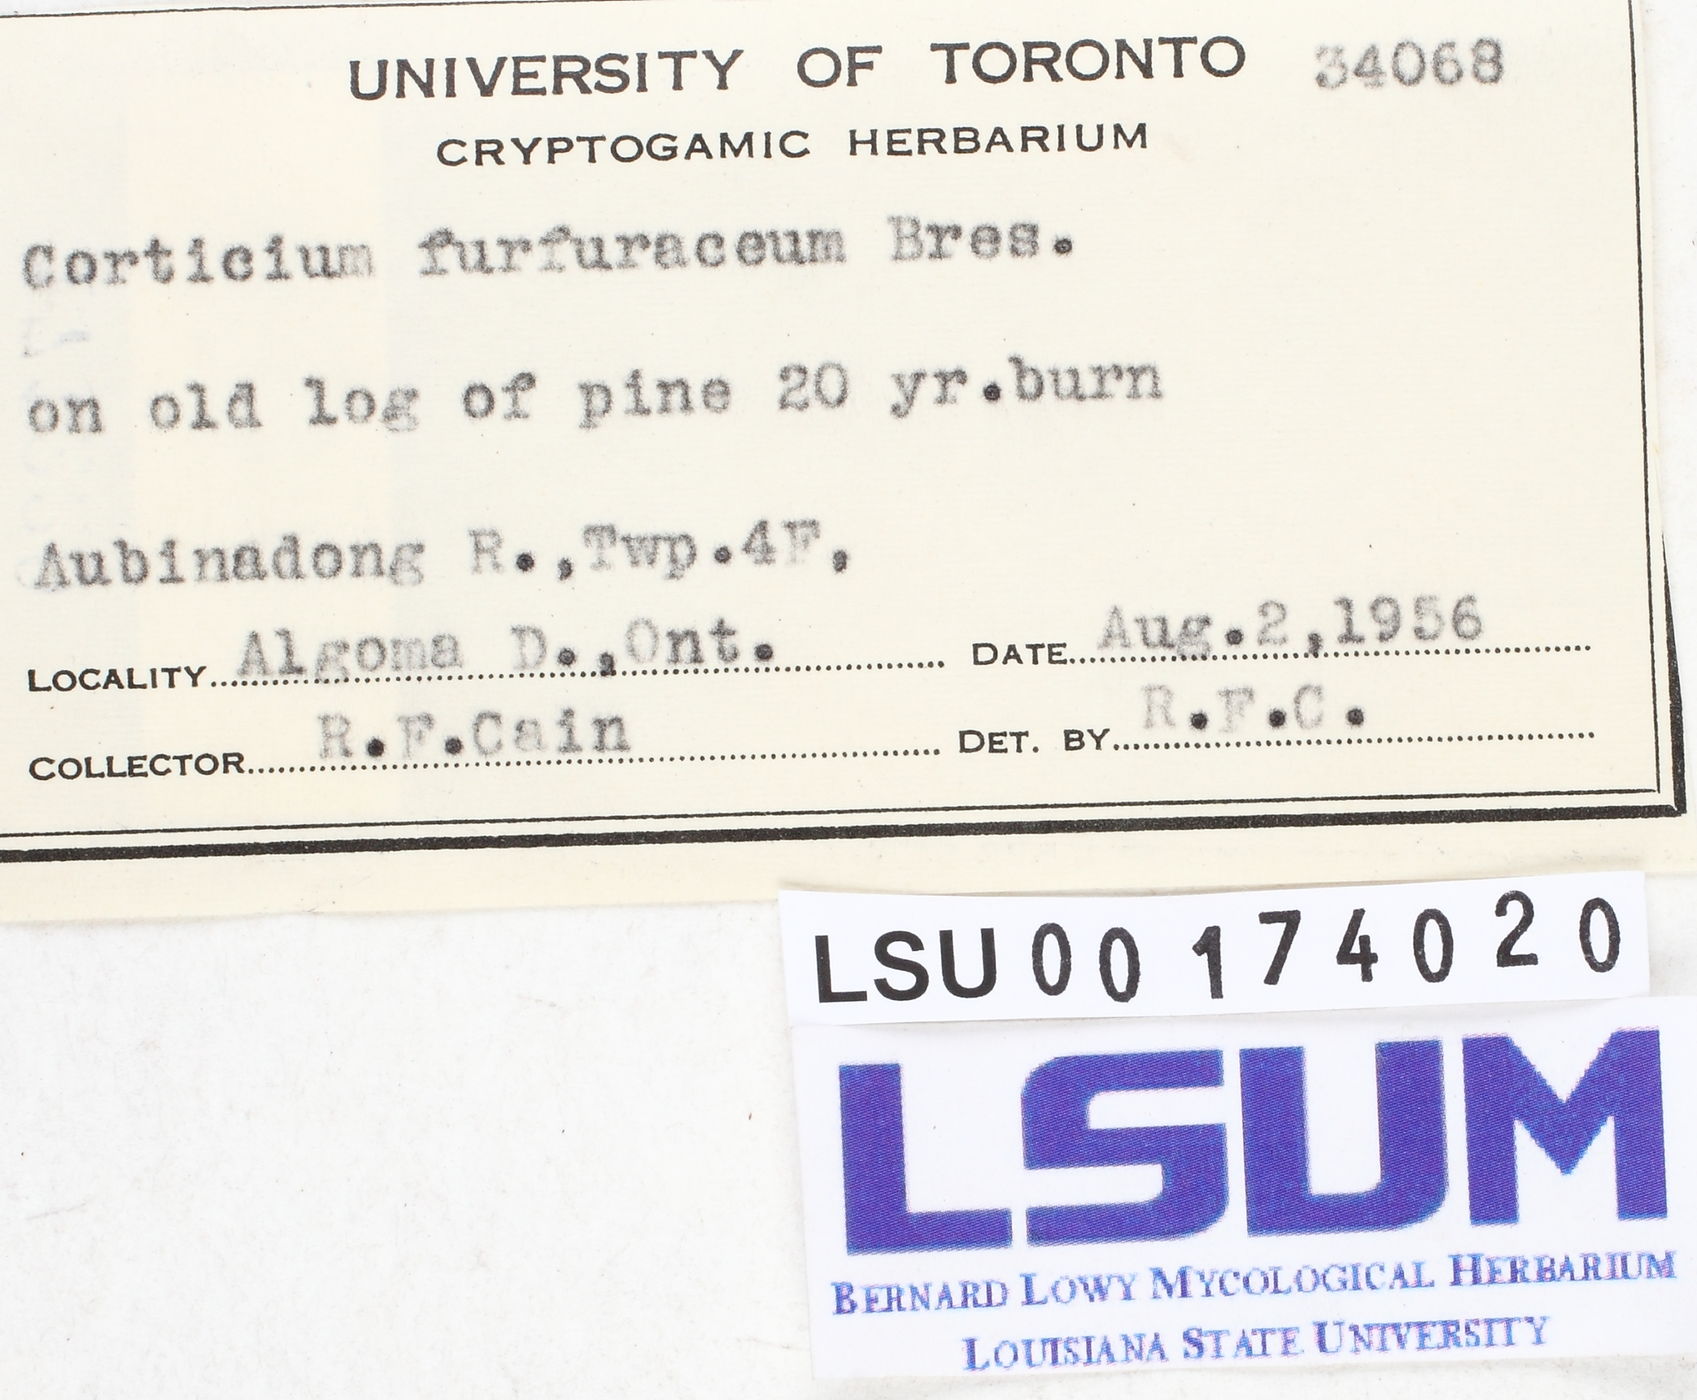 UNIVERSITY OF TORONTO 34068
CRYPTOGAMIC HERBARIUM
Corticium furfuraceum Bres.
on old log of pine 20 yr.burn
Aubinadong R.,Twp.4F,
LOCALITY Algoma D.,Ont. DATE Aug.2,1956
COLLECTOR R.F.Cain DET. BY R.F.C.
LSU00174020
LSUM
BERNARD LOWY MYCOLOGICAL HERBARIUM
LOUISIANA STATE UNIVERSITY